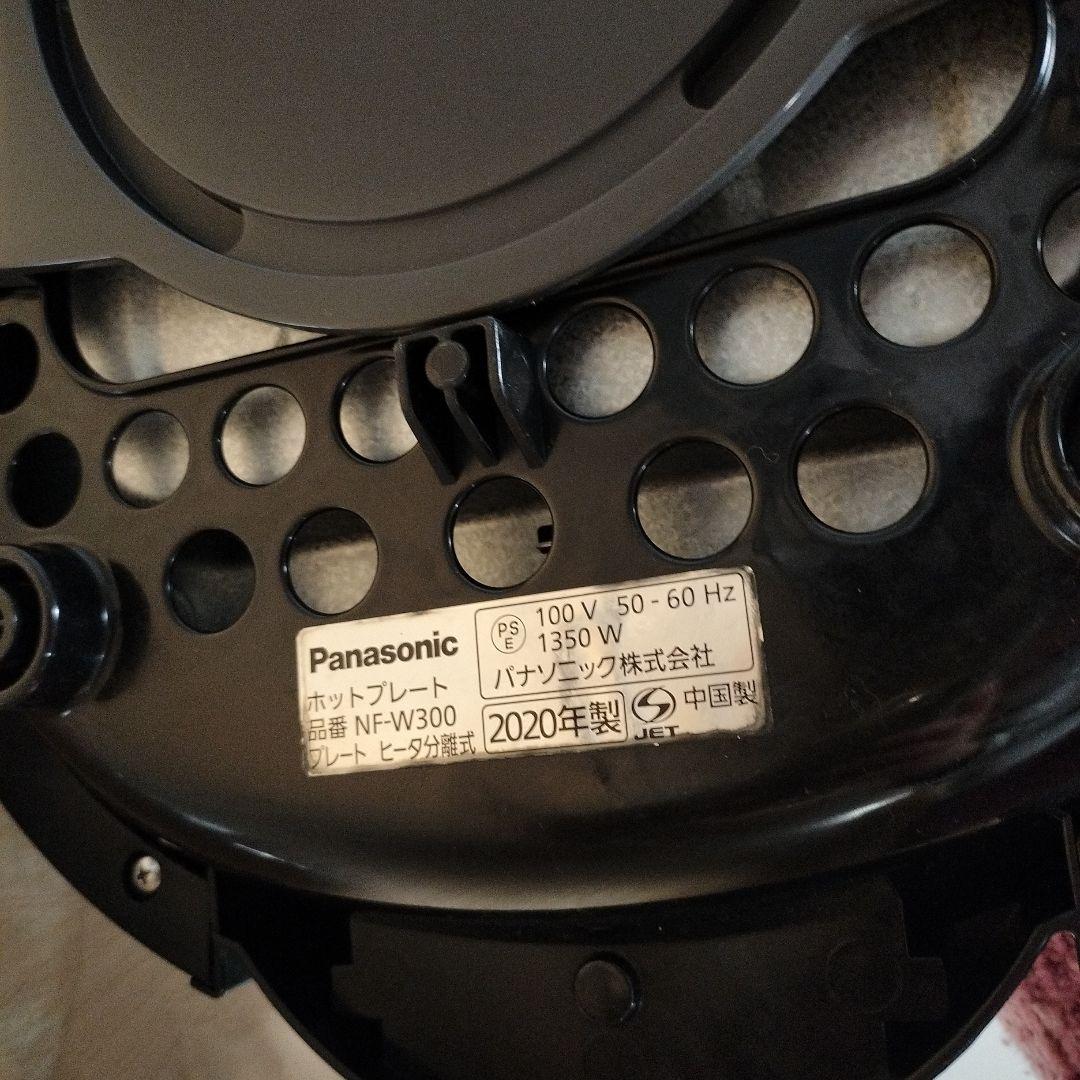 Panasonic
ホットプレート
品番 NF-W300
プレート ヒータ分離式
PS
E
100 V 50 - 60 Hz
1350 W
パナソニック株式会社
2020年製
JET
中国製